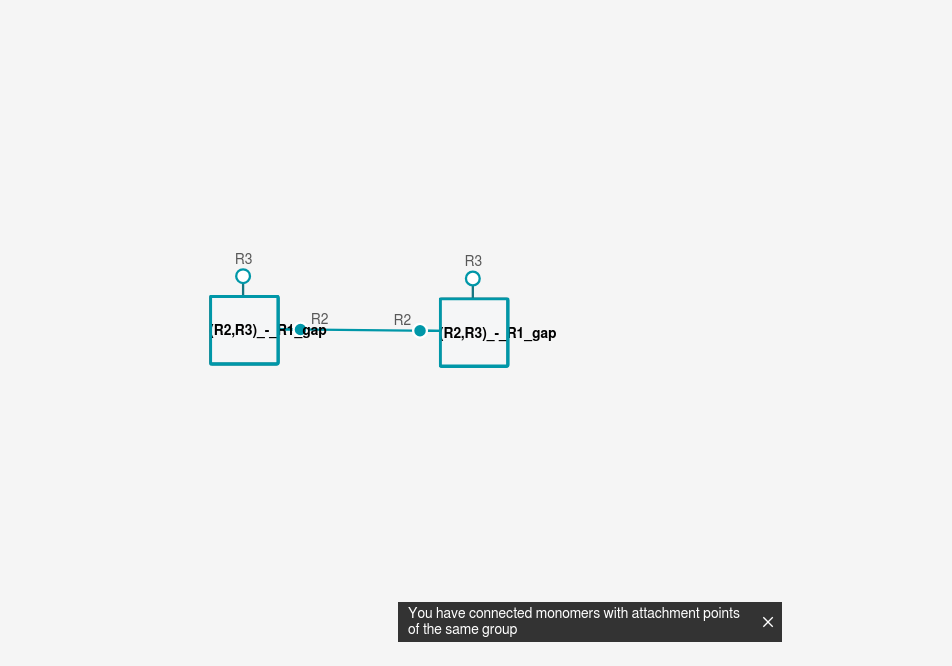 R3
R3
R2
R2
(R2,R3)_-_R1_gap
(R2,R3)_-_R1_gap
You have connected monomers with attachment points
of the same group